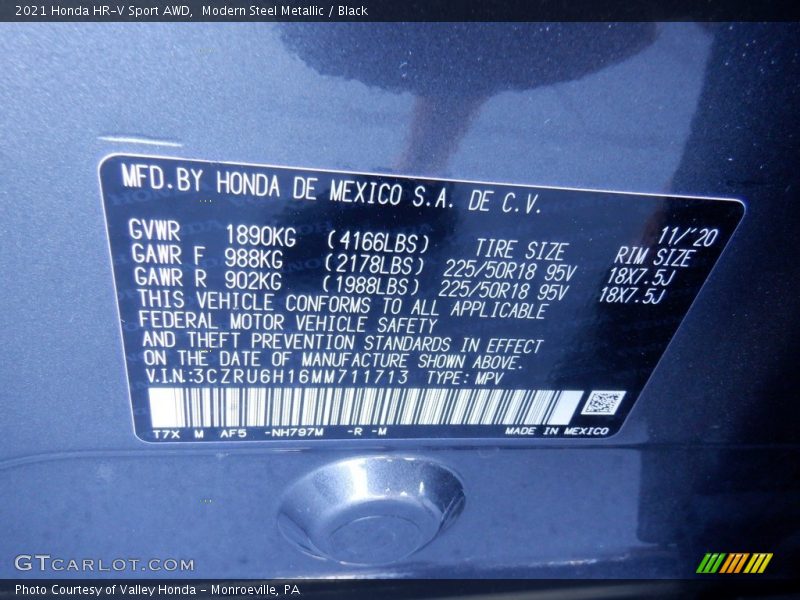 2021 Honda HR-V Sport AWD, Modern Steel Metallic / Black
MFD.BY HONDA DE MEXICO S.A. DE C.V.
11/'20
GVWR 1890KG (4166LBS) TIRE SIZE RIM SIZE
GAWR F 988KG (2178LBS) 225/50R18 95V 18X7.5J
GAWR R 902KG (1988LBS) 225/50R18 95V 18X7.5J
THIS VEHICLE CONFORMS TO ALL APPLICABLE
FEDERAL MOTOR VEHICLE SAFETY
AND THEFT PREVENTION STANDARDS IN EFFECT
ON THE DATE OF MANUFACTURE SHOWN ABOVE.
V.I.N:3CZRU6H16MM711713 TYPE: MPV
T7X M AF5 -NH797M -R -M MADE IN MEXICO
GTCARLOT.COM
Photo Courtesy of Valley Honda - Monroeville, PA